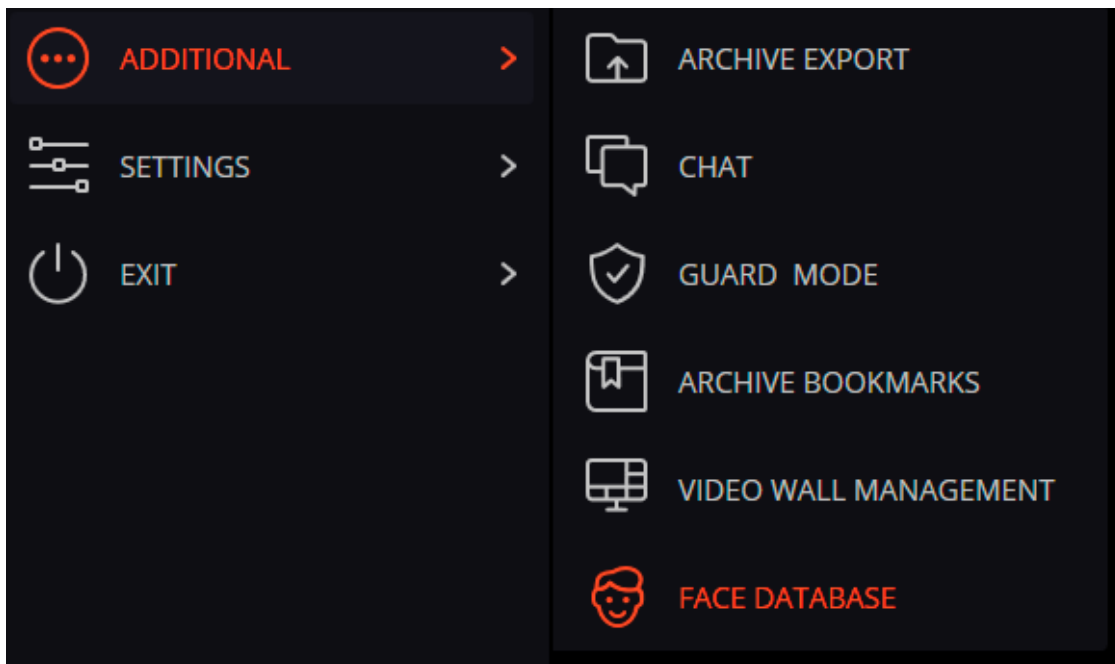 ADDITIONAL
SETTINGS
EXIT
ARCHIVE EXPORT
CHAT
GUARD MODE
ARCHIVE BOOKMARKS
VIDEO WALL MANAGEMENT
FACE DATABASE